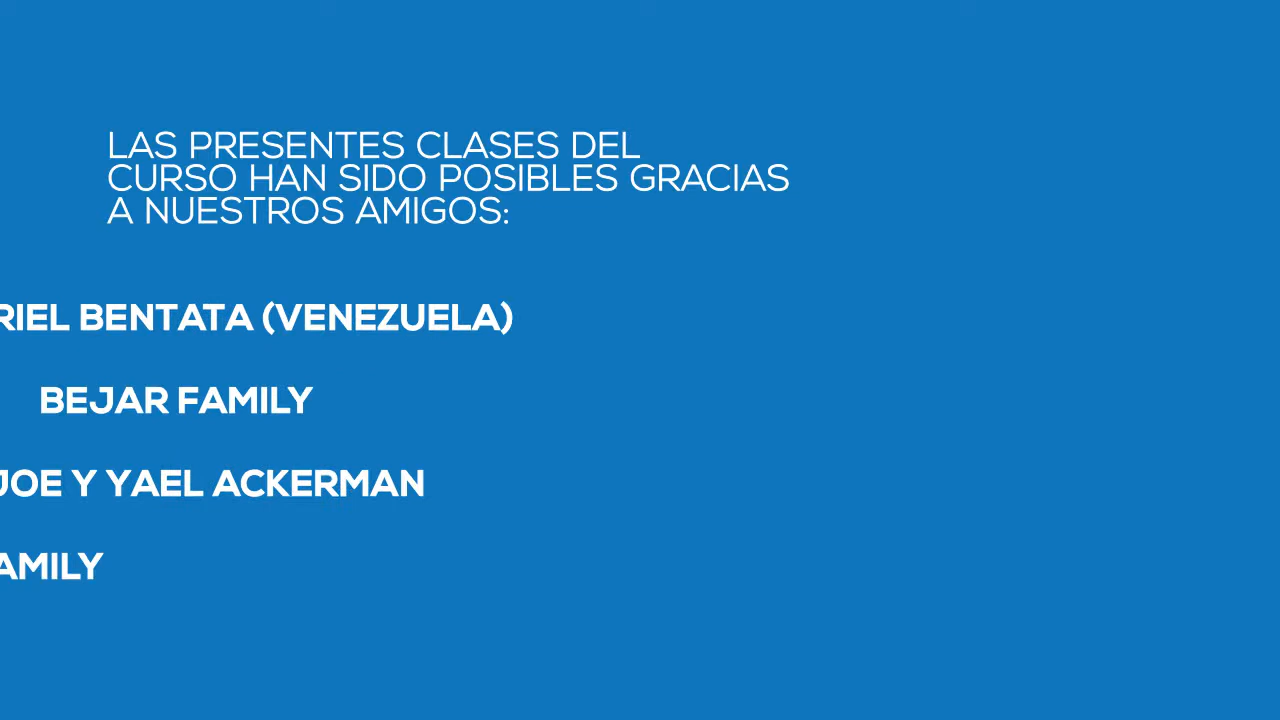 LAS PRESENTES CLASES DEL
CURSO HAN SIDO POSIBLES GRACIAS
A NUESTROS AMIGOS:
RIEL BENTATA (VENEZUELA)
BEJAR FAMILY
JOE Y YAEL ACKERMAN
AMILY